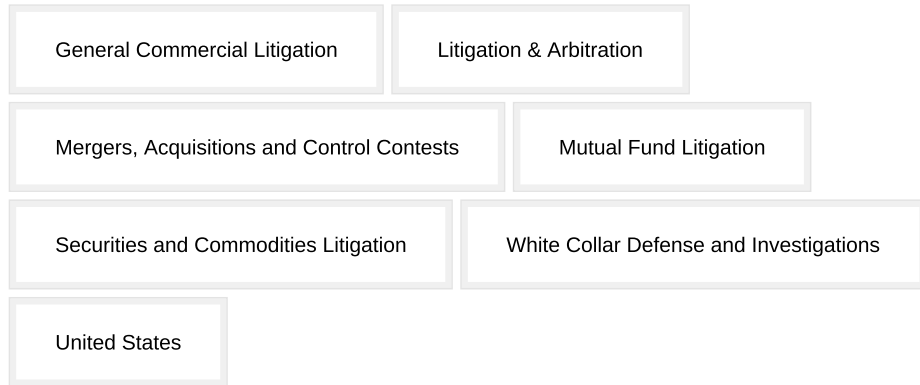 General Commercial Litigation
Litigation & Arbitration
Mergers, Acquisitions and Control Contests
Mutual Fund Litigation
Securities and Commodities Litigation
White Collar Defense and Investigations
United States